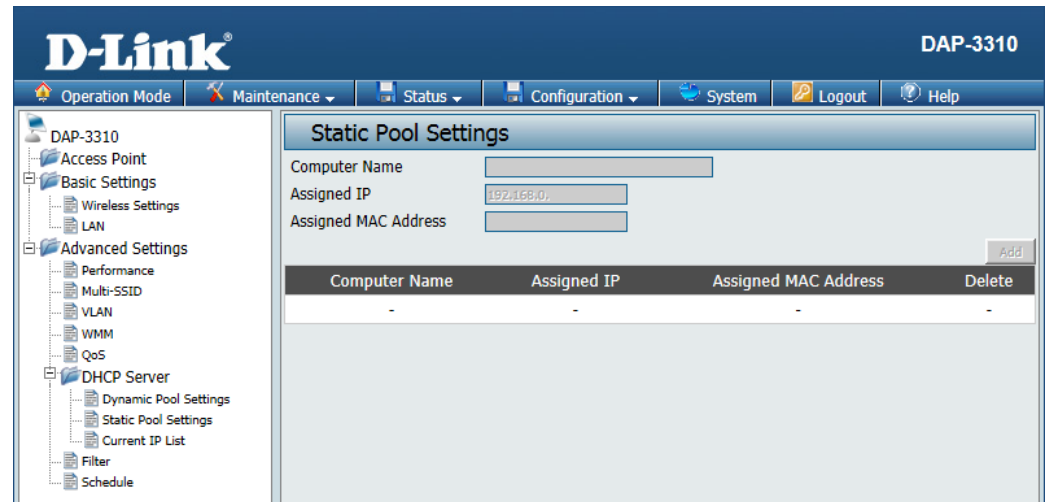 D-Link®
DAP-3310
Operation Mode Maintenance Status Configuration System Logout Help
DAP-3310
Access Point
Basic Settings
Wireless Settings
LAN
Advanced Settings
Performance
Multi-SSID
VLAN
WMM
QoS
DHCP Server
Dynamic Pool Settings
Static Pool Settings
Current IP List
Filter
Schedule
Static Pool Settings
Computer Name
Assigned IP 192.168.0.
Assigned MAC Address
Add
Computer Name Assigned IP Assigned MAC Address Delete
- - - -